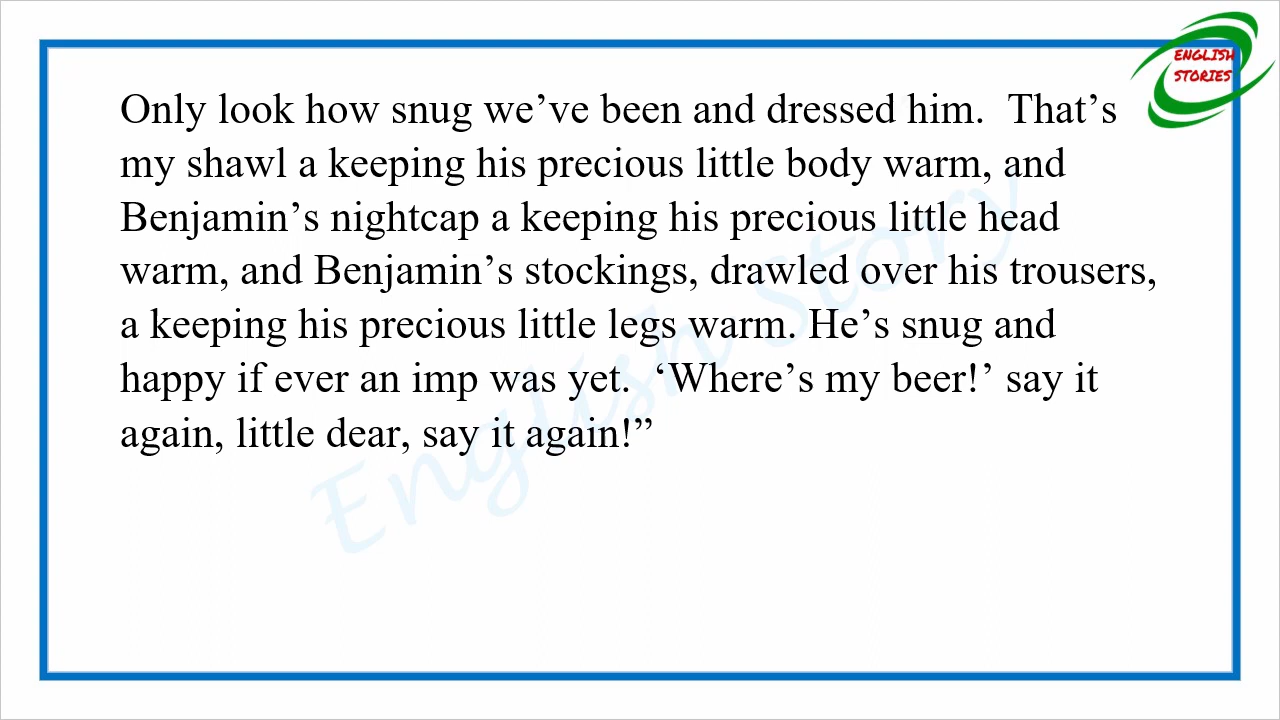 ENGLISH
STORIES
Only look how snug we’ve been and dressed him.  That’s
my shawl a keeping his precious little body warm, and
Benjamin’s nightcap a keeping his precious little head
warm, and Benjamin’s stockings, drawled over his trousers,
a keeping his precious little legs warm. He’s snug and
happy if ever an imp was yet.  ‘Where’s my beer!’ say it
again, little dear, say it again!”
English Story